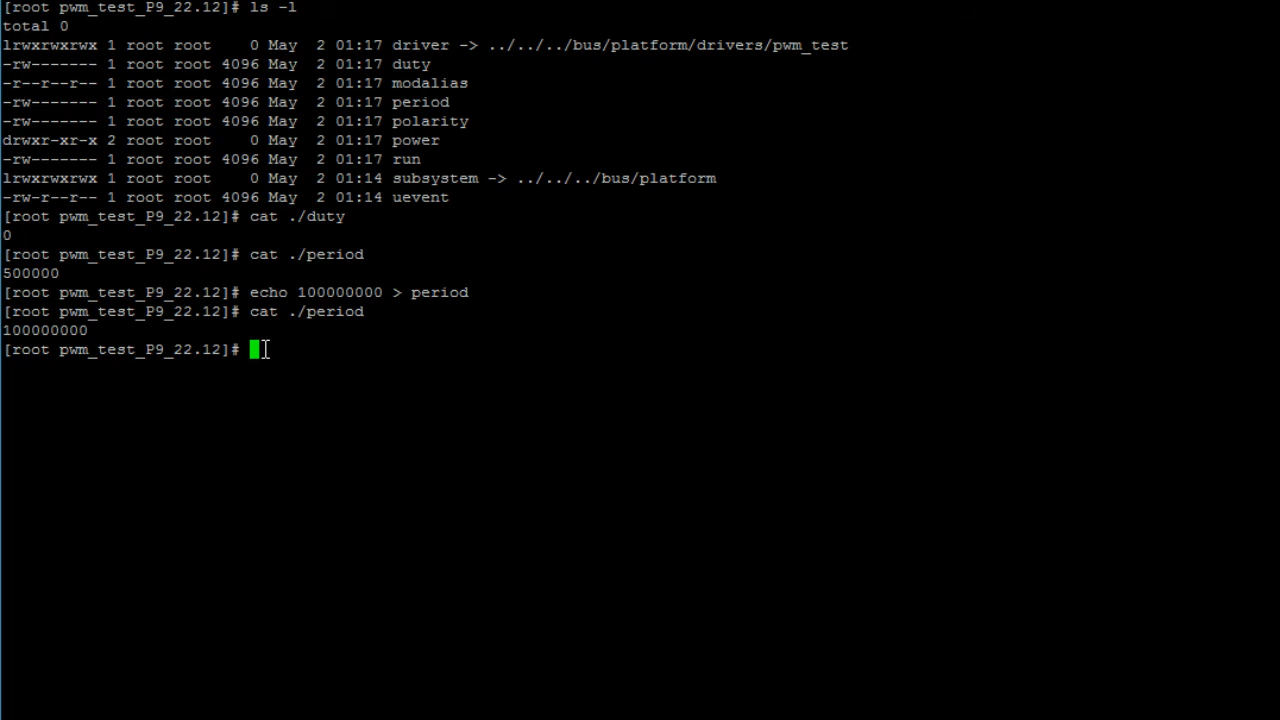 [root pwm_test_P9_22.12]# ls -l
total 0
lrwxrwxrwx 1 root root    0 May  2 01:17 driver -> ../../../bus/platform/drivers/pwm_test
-rw------- 1 root root 4096 May  2 01:17 duty
-r--r--r-- 1 root root 4096 May  2 01:17 modalias
-rw------- 1 root root 4096 May  2 01:17 period
-rw------- 1 root root 4096 May  2 01:17 polarity
drwxr-xr-x 2 root root    0 May  2 01:17 power
-rw------- 1 root root 4096 May  2 01:17 run
lrwxrwxrwx 1 root root    0 May  2 01:14 subsystem -> ../../../bus/platform
-rw-r--r-- 1 root root 4096 May  2 01:14 uevent
[root pwm_test_P9_22.12]# cat ./duty
0
[root pwm_test_P9_22.12]# cat ./period
500000
[root pwm_test_P9_22.12]# echo 100000000 > period
[root pwm_test_P9_22.12]# cat ./period
100000000
[root pwm_test_P9_22.12]#